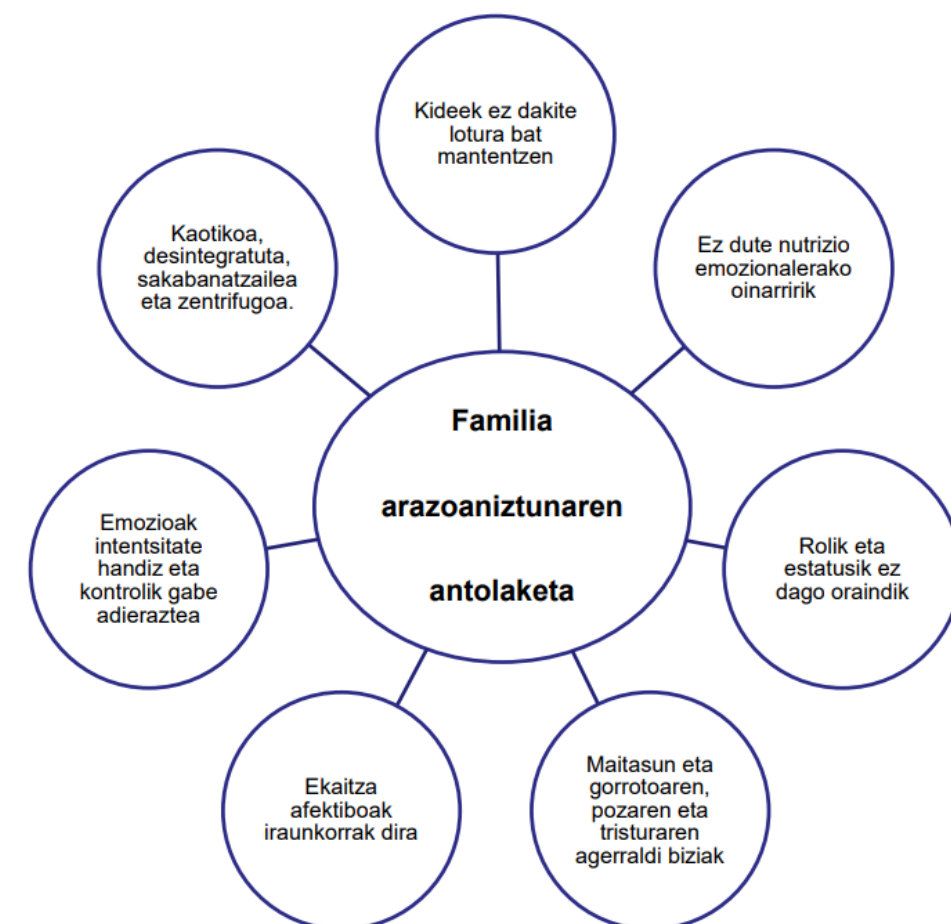 Kideek ez dakite
lotura bat
mantentzen
Ez dute nutrizio
emozionalerako
oinarririk
Rolik eta
estatusik ez
dago oraindik
Maitasun eta
gorrotoaren,
pozaren eta
tristuraren
agerraldi biziak
Ekaitza
afektiboak
iraunkorrak dira
Emozioak
intentsitate
handiz eta
kontrolik gabe
adieraztea
Kaotikoa,
desintegratuta,
sakabanatzailea
eta zentrifugoa.
Familia
arazoaniztunaren
antolaketa